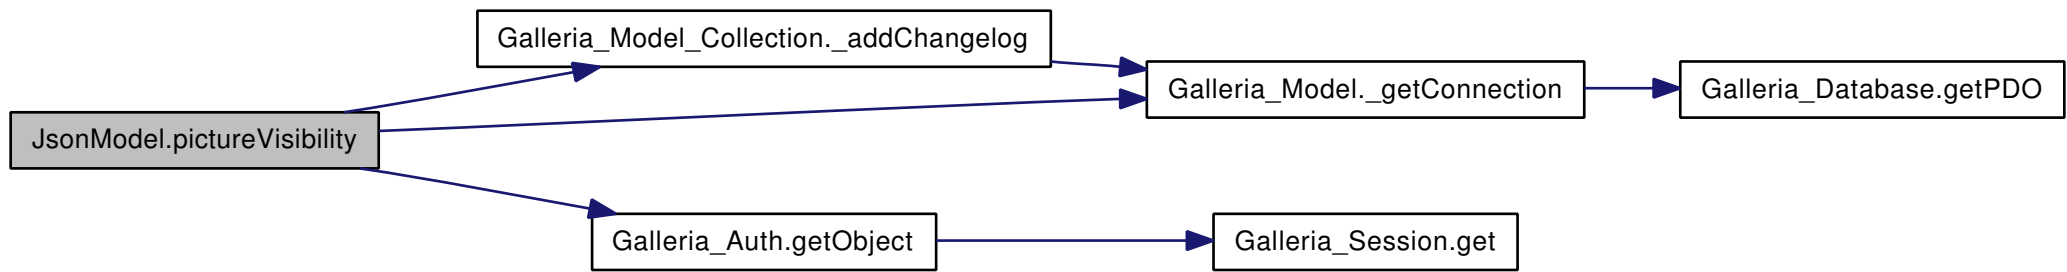 Galleria_Model_Collection._addChangelog
Galleria_Model._getConnection
Galleria_Database.getPDO
JsonModel.pictureVisibility
Galleria_Auth.getObject
Galleria_Session.get